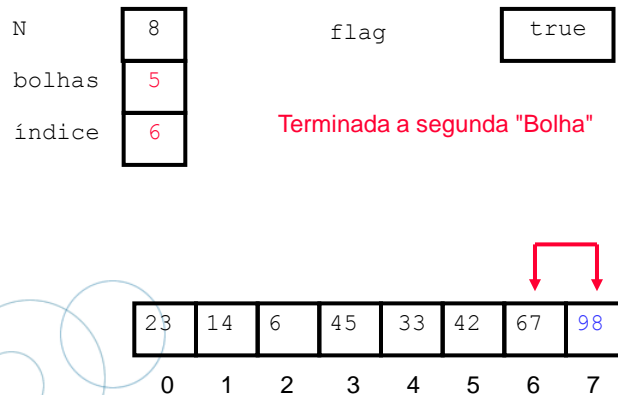 N 8 flag true
bolhas 5
índice 6 Terminada a segunda "Bolha"
23 14 6 45 33 42 67 98
0 1 2 3 4 5 6 7